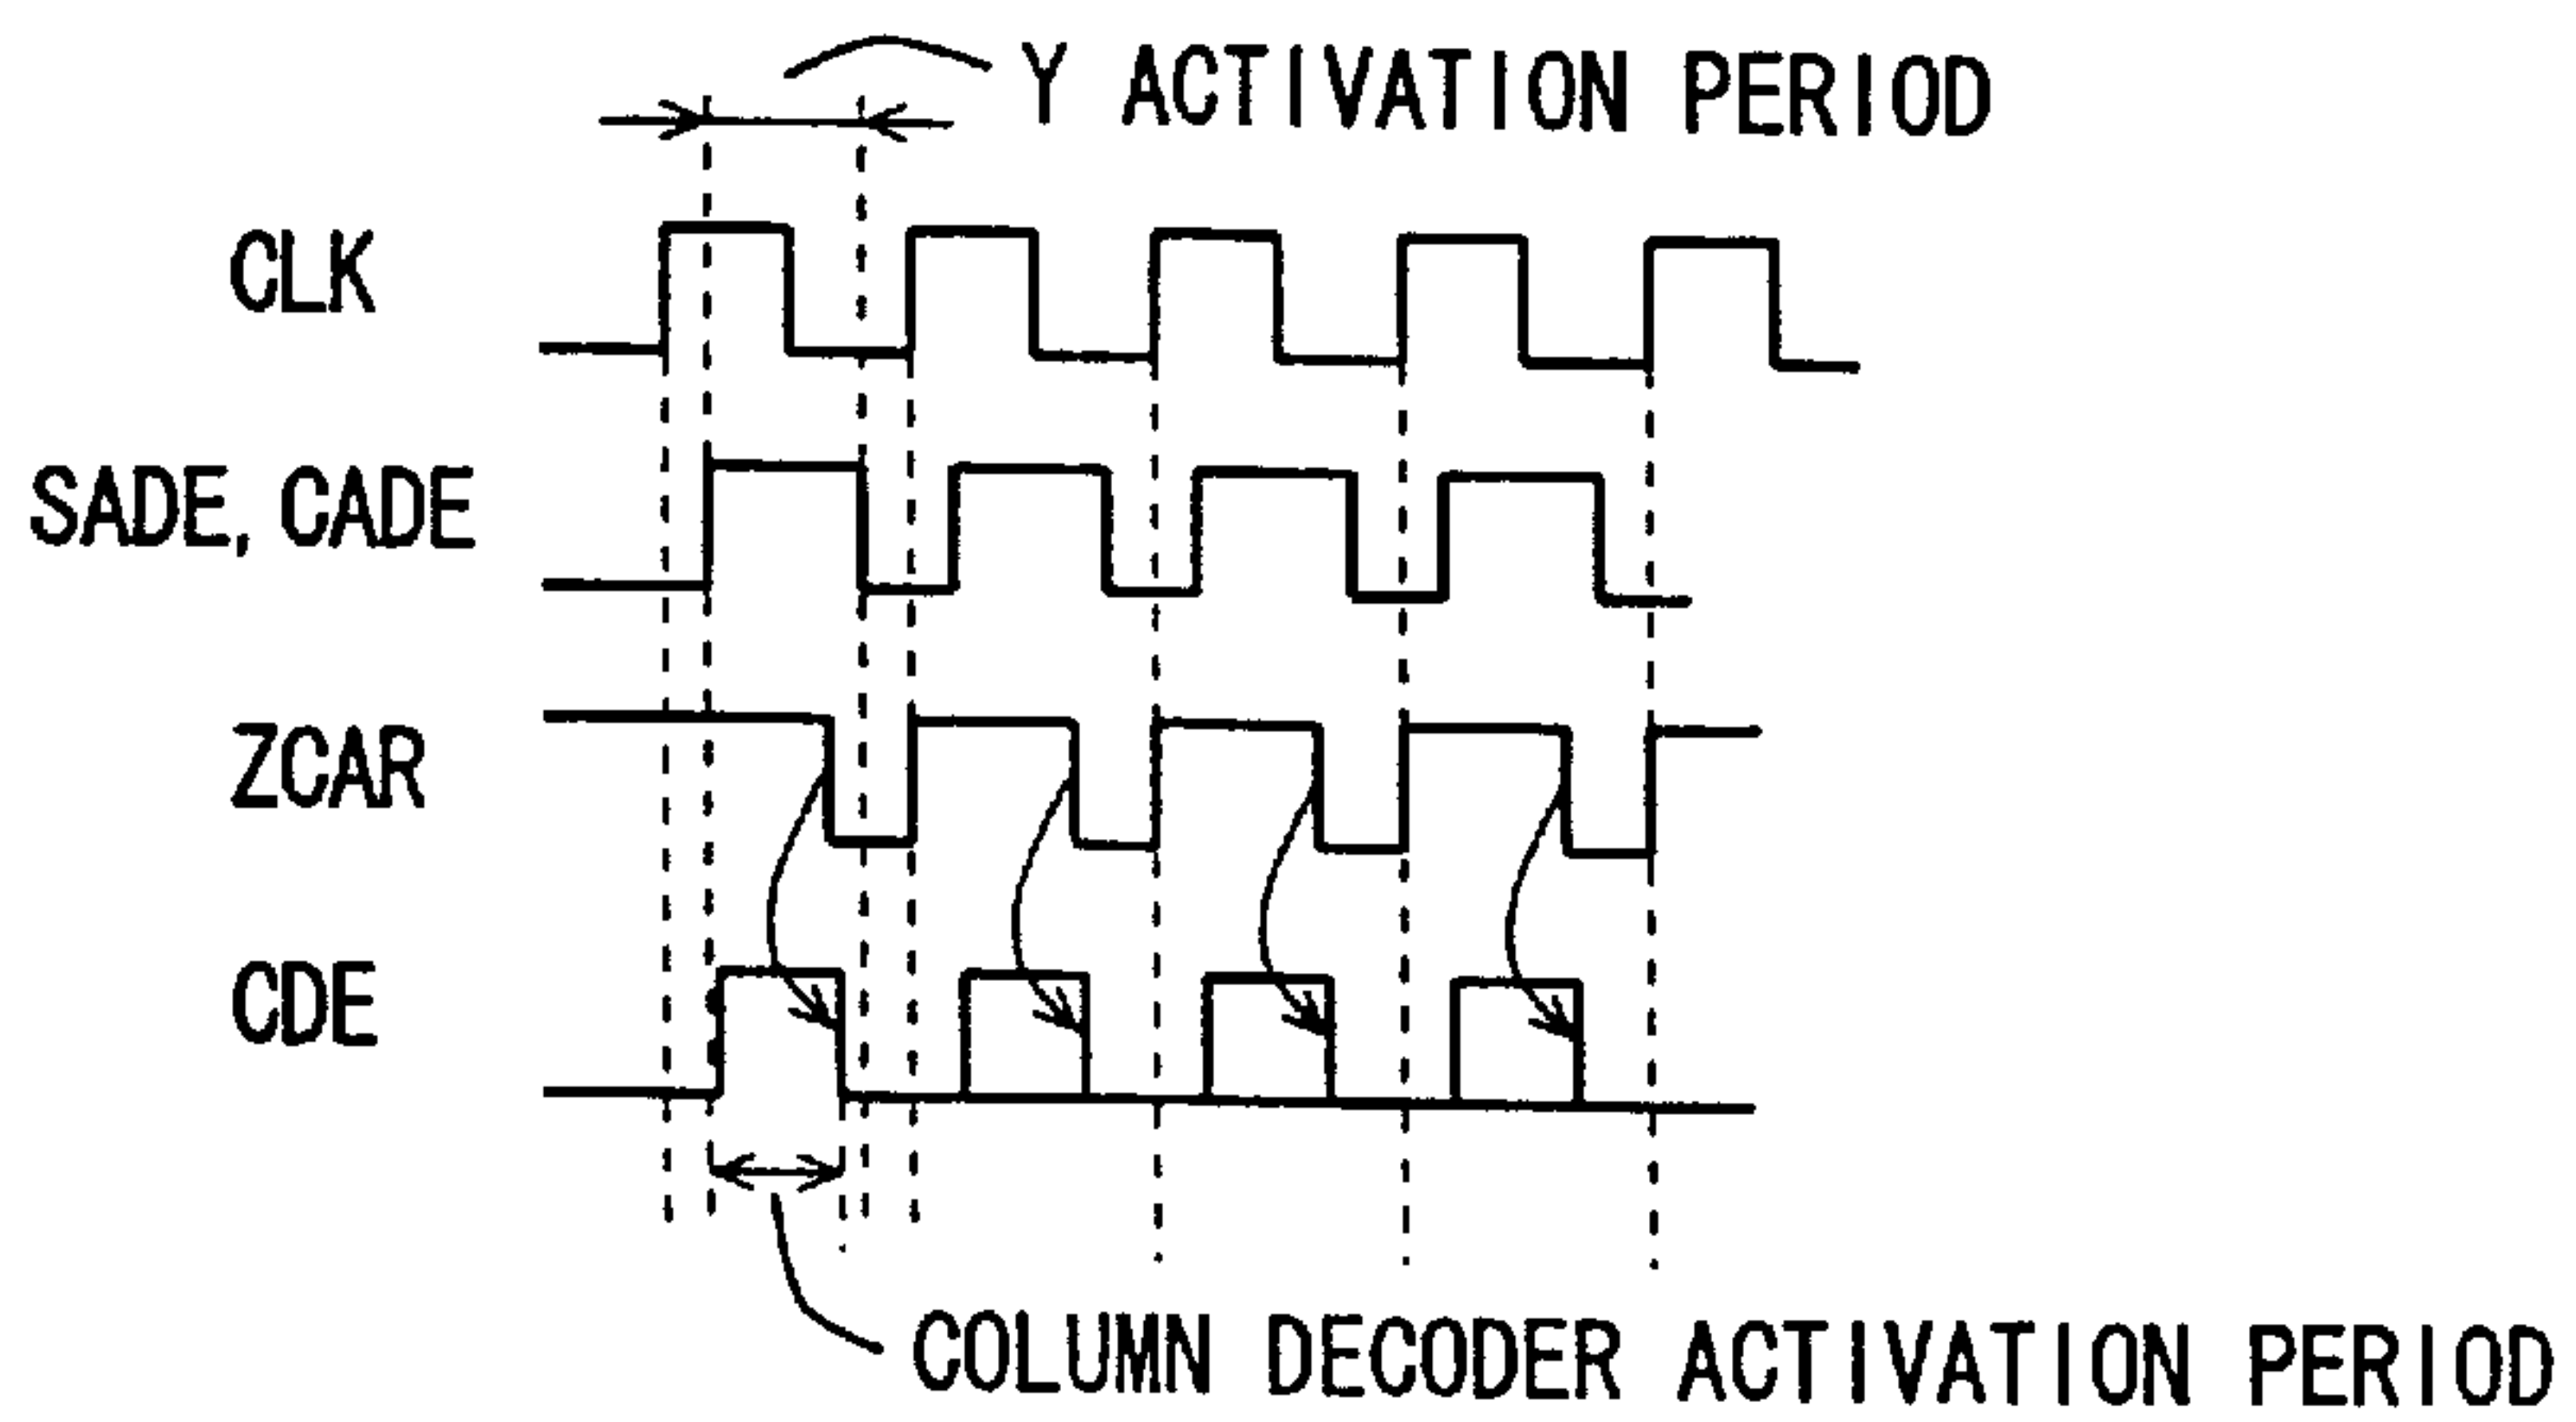 Y ACTIVATION PERIOD
CLK
SADE, CADE
ZCAR
CDE
COLUMN DECODER ACTIVATION PERIOD